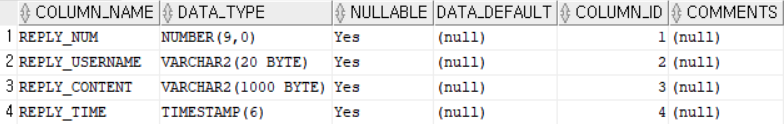 COLUMN_NAME DATA_TYPE NULLABLE DATA_DEFAULT COLUMN_ID COMMENTS
1 REPLY_NUM NUMBER(9,0) Yes (null) 1 (null)
2 REPLY_USERNAME VARCHAR2(20 BYTE) Yes (null) 2 (null)
3 REPLY_CONTENT VARCHAR2(1000 BYTE) Yes (null) 3 (null)
4 REPLY_TIME TIMESTAMP(6) Yes (null) 4 (null)